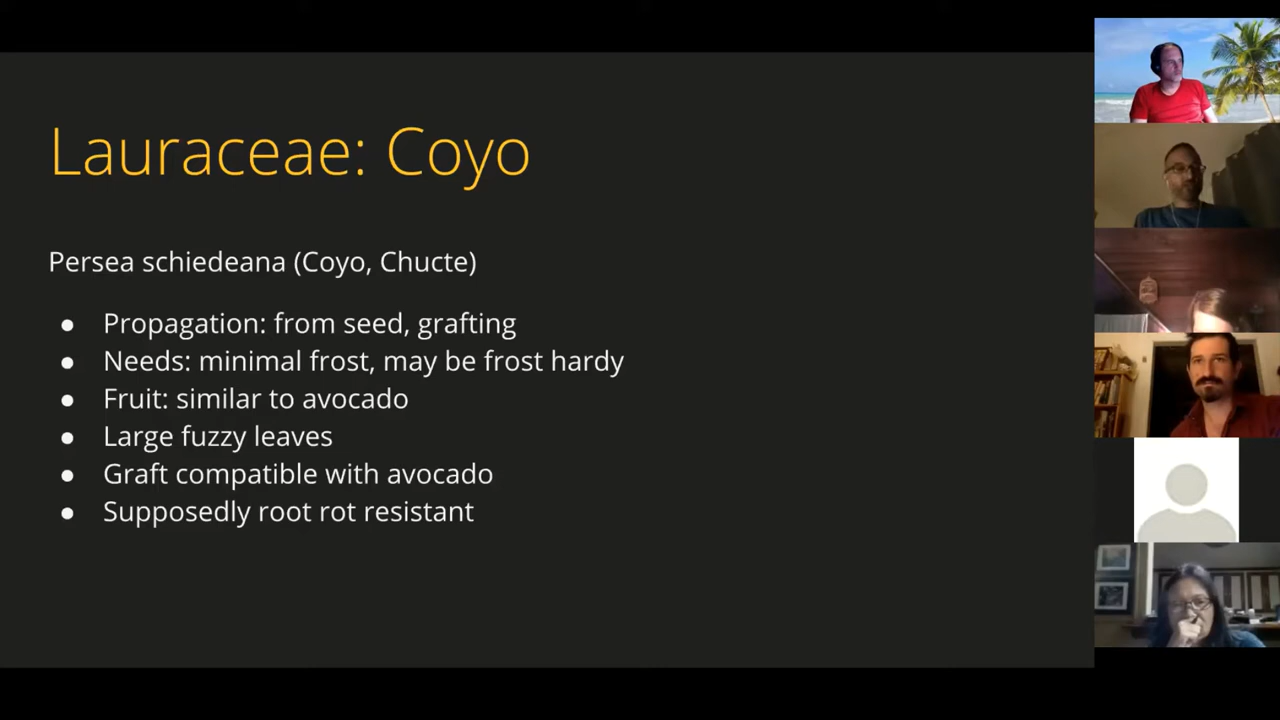 Lauraceae: Coyo
Persea schiedeana (Coyo, Chucte)
● Propagation: from seed, grafting
● Needs: minimal frost, may be frost hardy
● Fruit: similar to avocado
● Large fuzzy leaves
● Graft compatible with avocado
● Supposedly root rot resistant